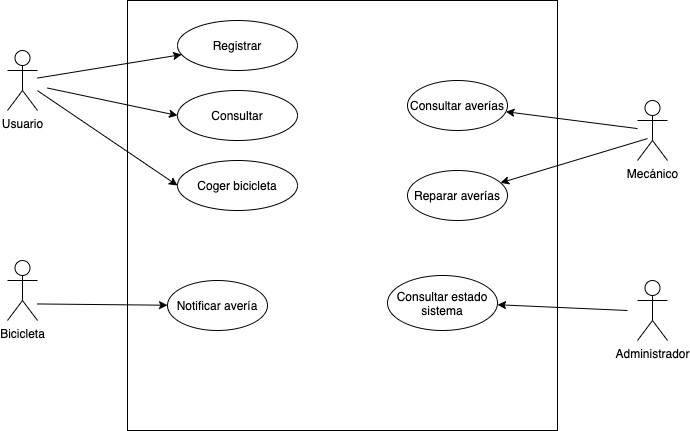 Registrar
Usuario
Consultar
Coger bicicleta
Consultar averías
Reparar averías
Mecánico
Bicicleta
Notificar avería
Consultar estado
sistema
Administrador